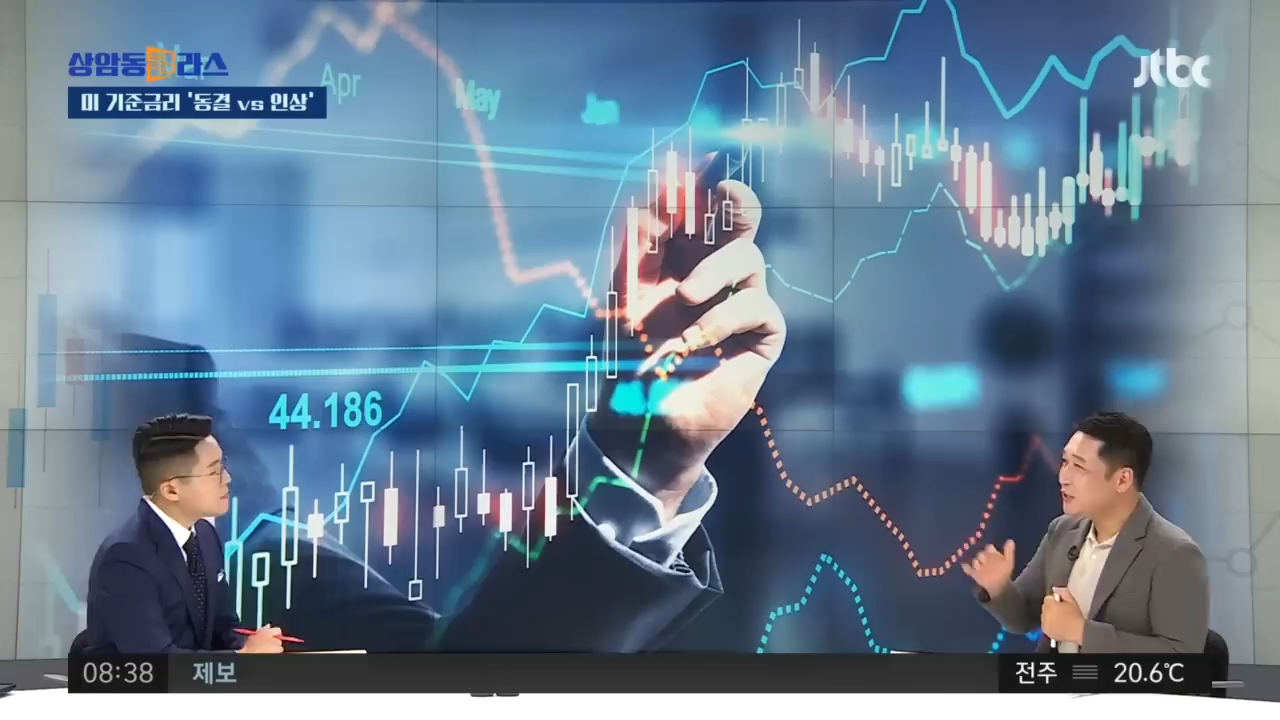 상암동클라스
jtbc
미 기준금리 '동결 vs 인상'
Apr
May
Jun
44.186
08:38
제보
전주
20.6℃